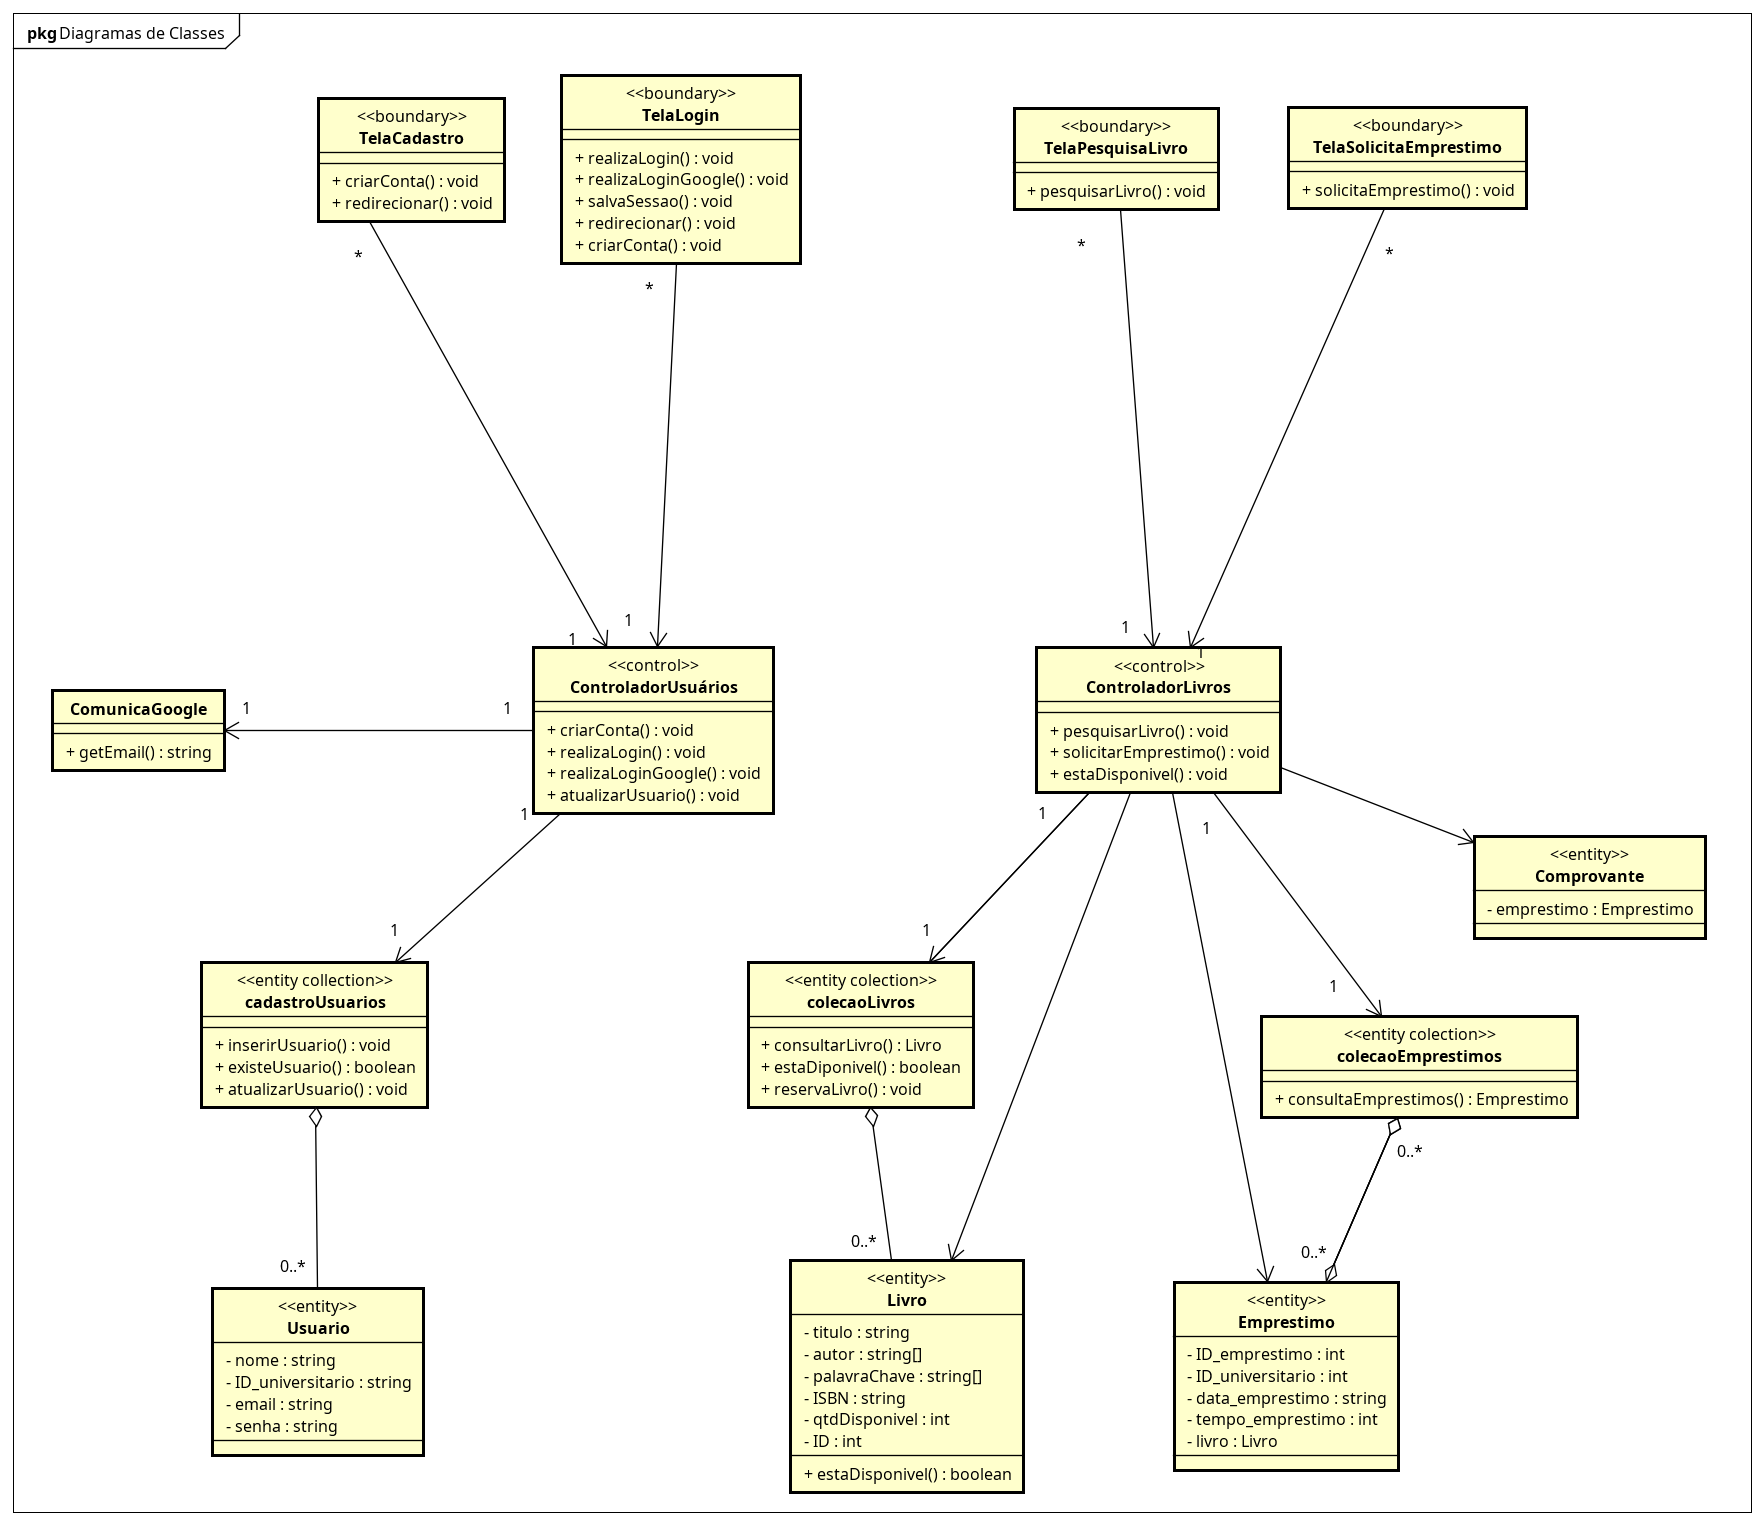 pkg Diagramas de Classes
<<boundary>>
TelaCadastro
+ criarConta() : void
+ redirecionar() : void
*
<<boundary>>
TelaLogin
+ realizaLogin() : void
+ realizaLoginGoogle() : void
+ salvaSessao() : void
+ redirecionar() : void
+ criarConta() : void
*
<<boundary>>
TelaPesquisaLivro
+ pesquisarLivro() : void
*
<<boundary>>
TelaSolicitaEmprestimo
+ solicitaEmprestimo() : void
*
1
1
1
1
ComunicaGoogle
+ getEmail() : string
1
1
<<control>>
ControladorUsuários
+ criarConta() : void
+ realizaLogin() : void
+ realizaLoginGoogle() : void
+ atualizarUsuario() : void
1
1
<<control>>
ControladorLivros
+ pesquisarLivro() : void
+ solicitarEmprestimo() : void
+ estaDisponivel() : void
1
1
1
1
<<entity>>
Comprovante
- emprestimo : Emprestimo
<<entity collection>>
cadastroUsuarios
+ inserirUsuario() : void
+ existeUsuario() : boolean
+ atualizarUsuario() : void
0..*
<<entity colection>>
colecaoLivros
+ consultarLivro() : Livro
+ estaDiponivel() : boolean
+ reservaLivro() : void
0..*
<<entity colection>>
colecaoEmprestimos
+ consultaEmprestimos() : Emprestimo
0..*
0..*
<<entity>>
Usuario
- nome : string
- ID_universitario : string
- email : string
- senha : string
<<entity>>
Livro
- titulo : string
- autor : string[]
- palavraChave : string[]
- ISBN : string
- qtdDisponivel : int
- ID : int
+ estaDisponivel() : boolean
<<entity>>
Emprestimo
- ID_emprestimo : int
- ID_universitario : int
- data_emprestimo : string
- tempo_emprestimo : int
- livro : Livro